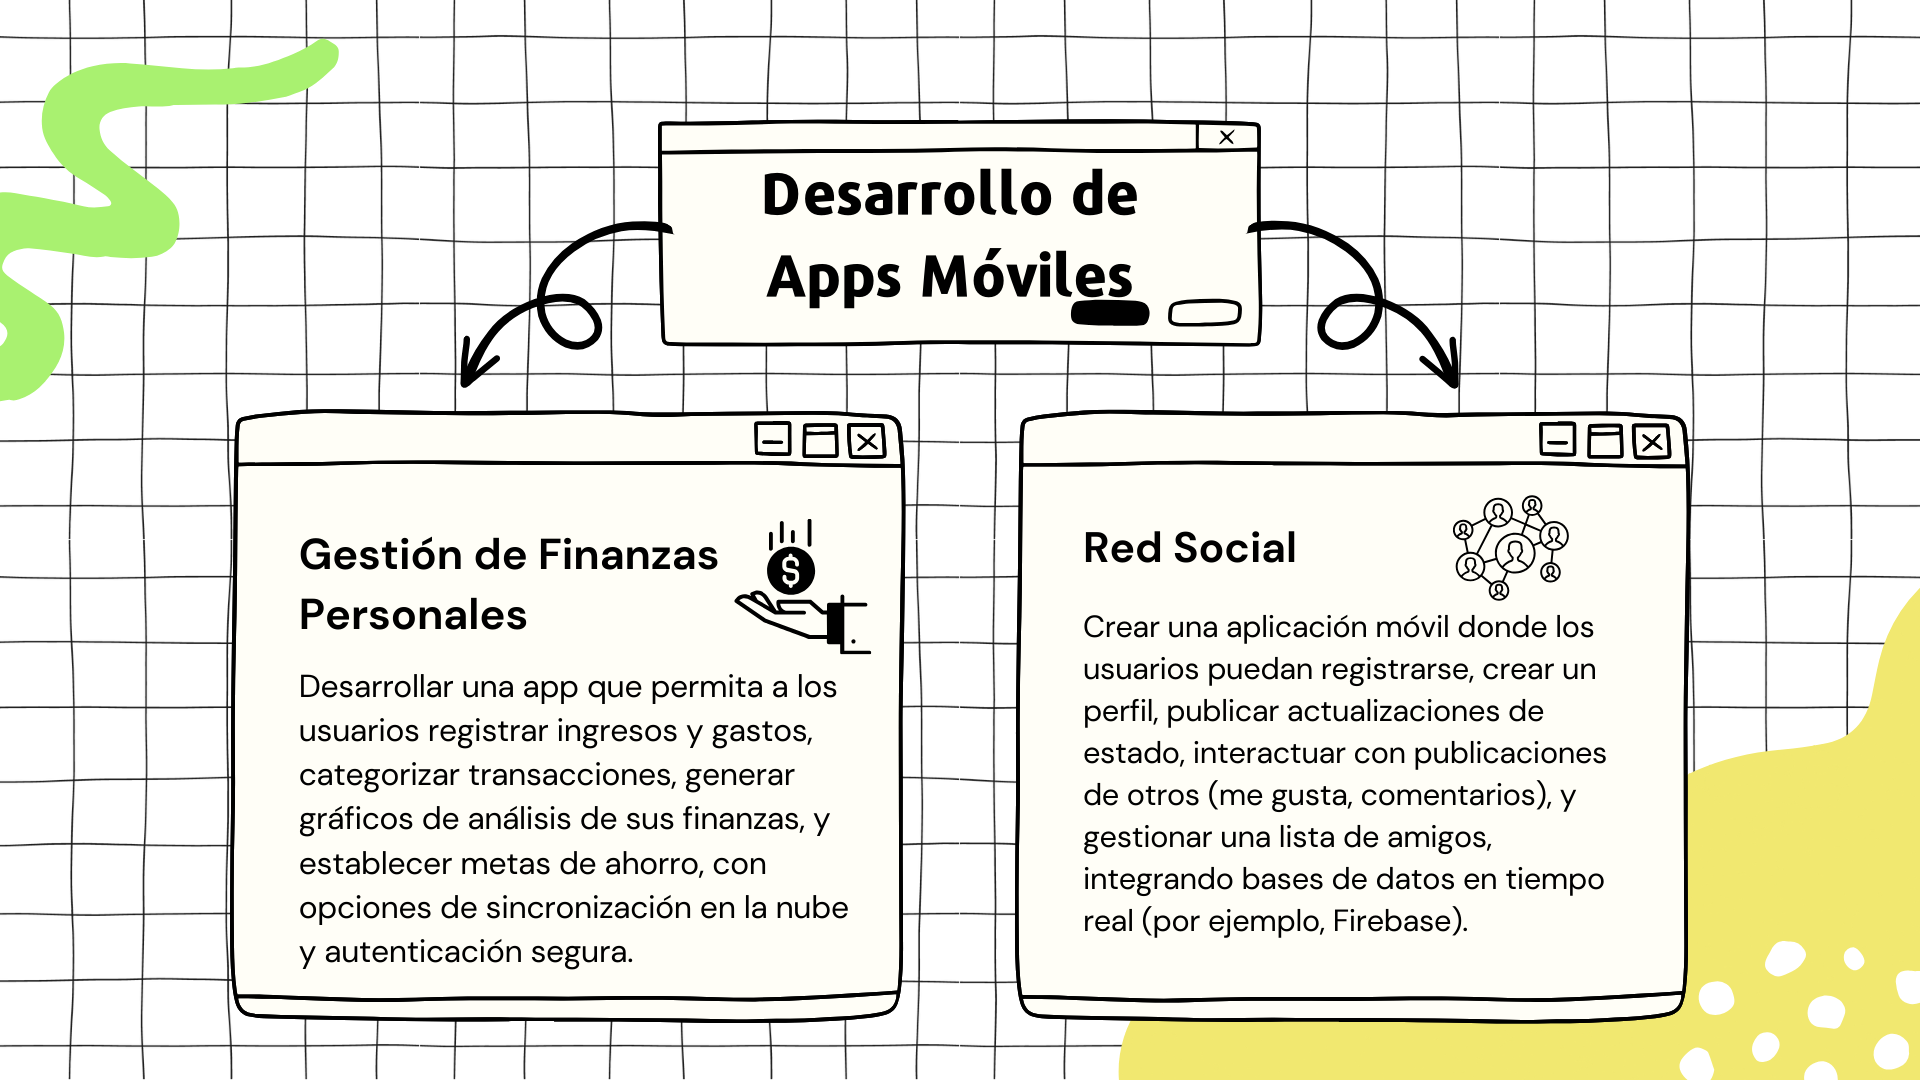 Desarrollo de
Apps Móviles
Gestión de Finanzas
Personales
$
Desarrollar una app que permita a los
usuarios registrar ingresos y gastos,
categorizar transacciones, generar
gráficos de análisis de sus finanzas, y
establecer metas de ahorro, con
opciones de sincronización en la nube
y autenticación segura.
Red Social
Crear una aplicación móvil donde los
usuarios puedan registrarse, crear un
perfil, publicar actualizaciones de
estado, interactuar con publicaciones
de otros (me gusta, comentarios), y
gestionar una lista de amigos,
integrando bases de datos en tiempo
real (por ejemplo, Firebase).